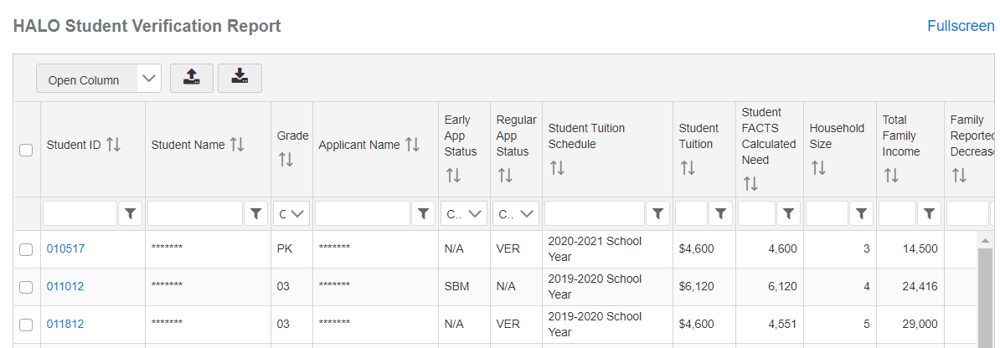 HALO Student Verification Report
Fullscreen
Open Column
Student ID
Student Name
Grade
Applicant Name
Early
App
Status
Regular
App
Status
Student Tuition
Schedule
Student
Tuition
Student
FACTS
Calculated
Need
Household
Size
Total
Family
Income
Family
Reported
Decreas
C
C..
C..
010517 ******* PK ******* N/A VER 2020-2021 School $4,600 4,600 3 14,500
Year
011012 ******* 03 ******* SBM N/A 2019-2020 School $6,120 6,120 4 24,416
Year
011812 ******* 03 ******* N/A VER 2019-2020 School $4,600 4,551 5 29,000
Year